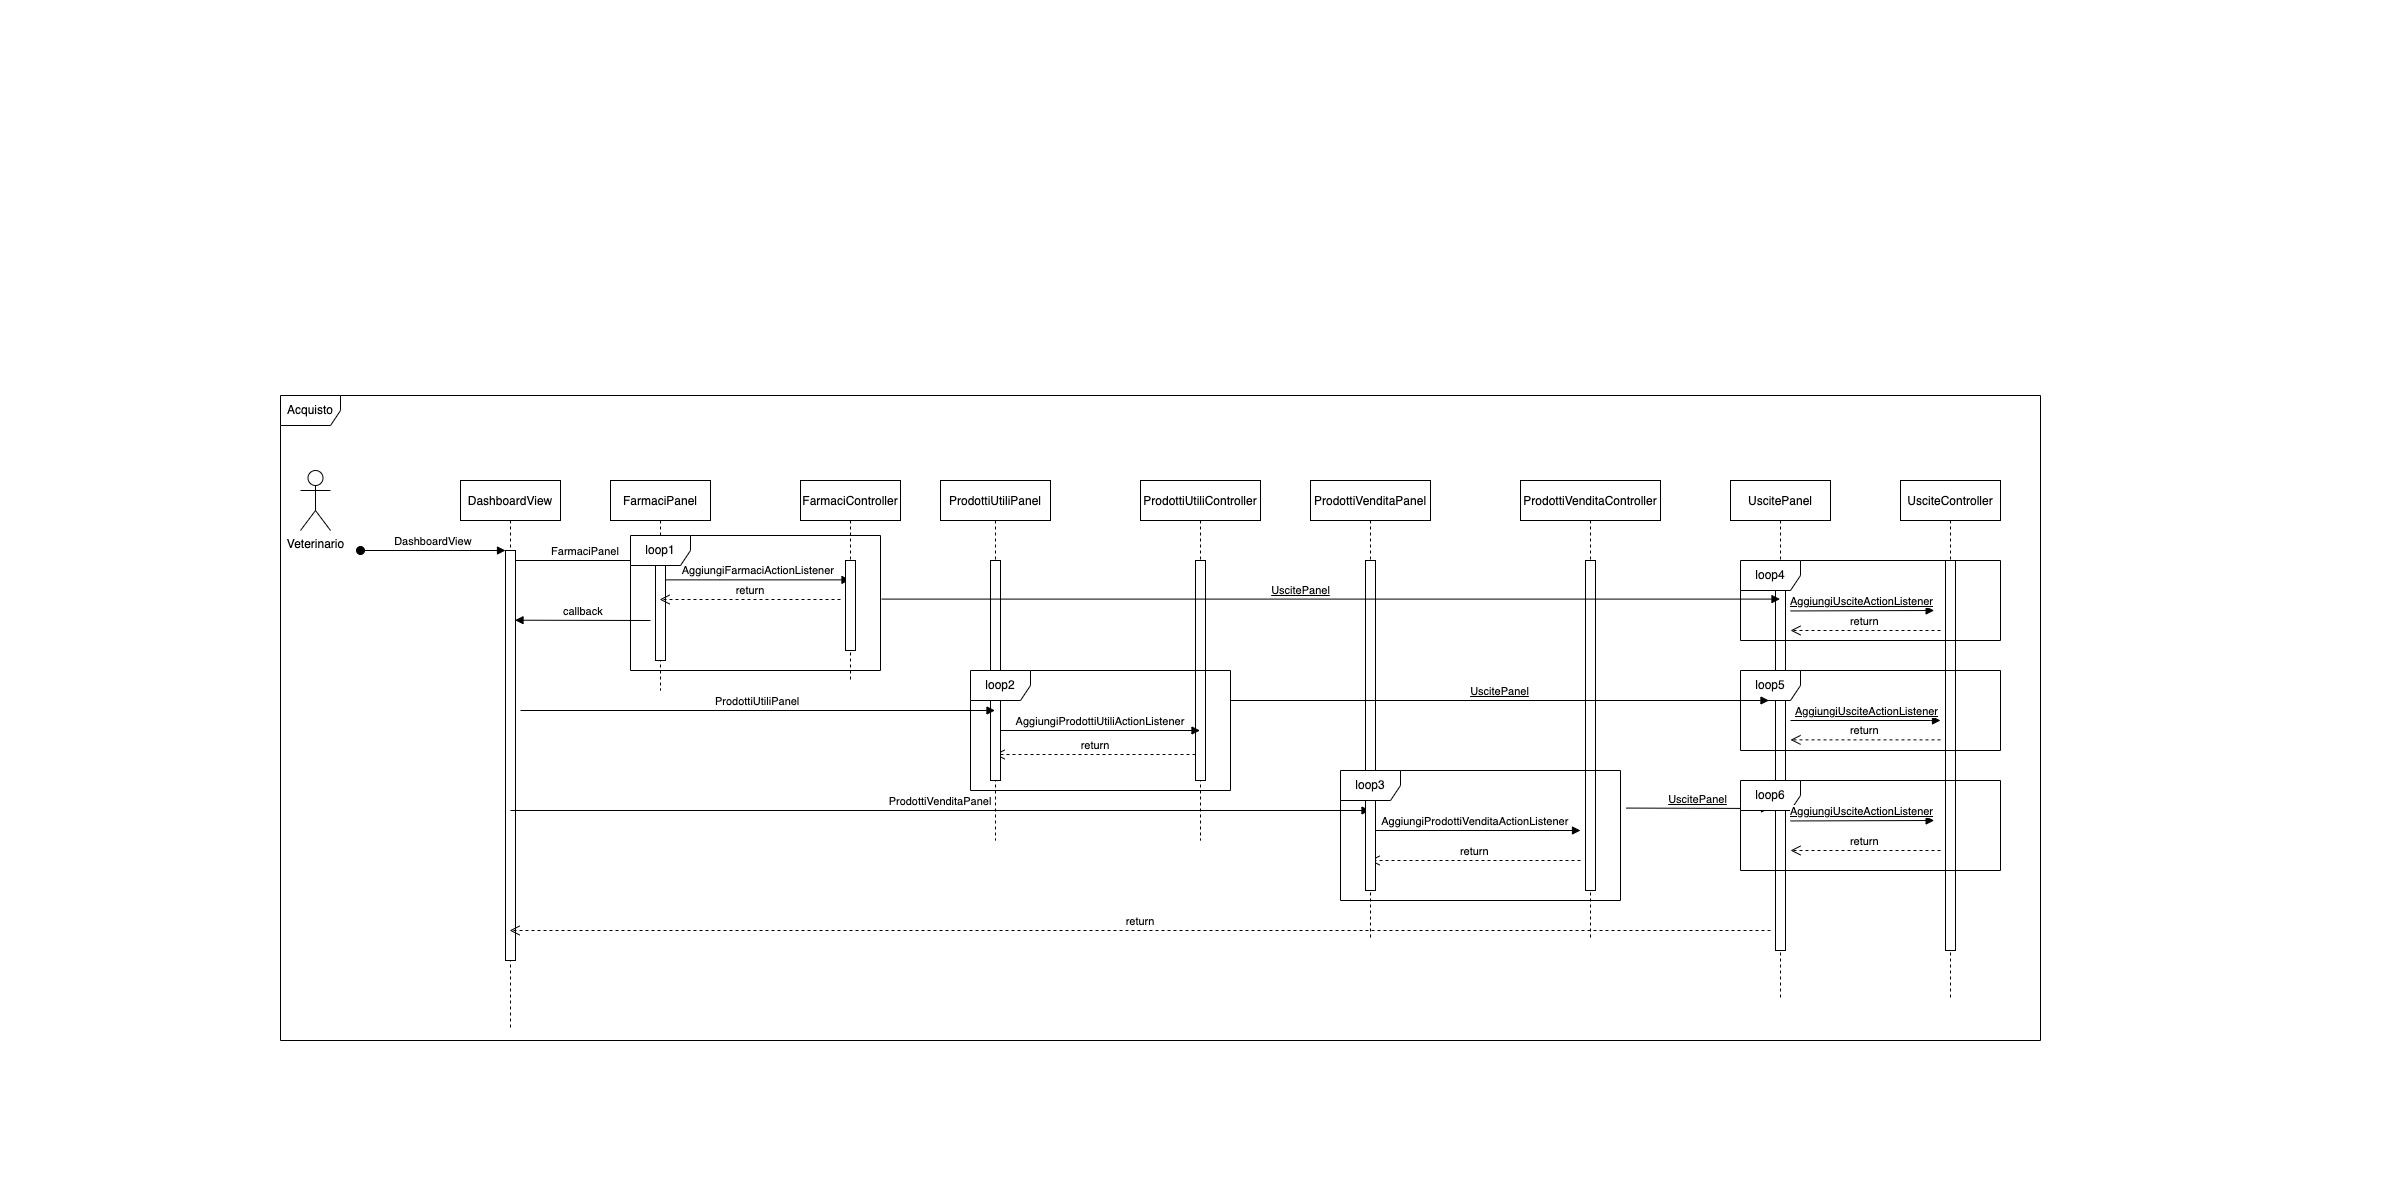 Acquisto
DashboardView
FarmaciPanel
FarmaciController
ProdottiUtiliPanel
ProdottiUtiliController
ProdottiVenditaPanel
ProdottiVenditaController
UscitePanel
UsciteController
Veterinario
DashboardView
FarmaciPanel
loop1
AggiungiFarmaciActionListener
return
callback
UscitePanel
loop4
AggiungiUsciteActionListener
return
loop2
ProdottiUtiliPanel
AggiungiProdottiUtiliActionListener
return
UscitePanel
loop5
AggiungiUsciteActionListener
return
loop3
ProdottiVenditaPanel
AggiungiProdottiVenditaActionListener
return
UscitePanel
loop6
AggiungiUsciteActionListener
return
return